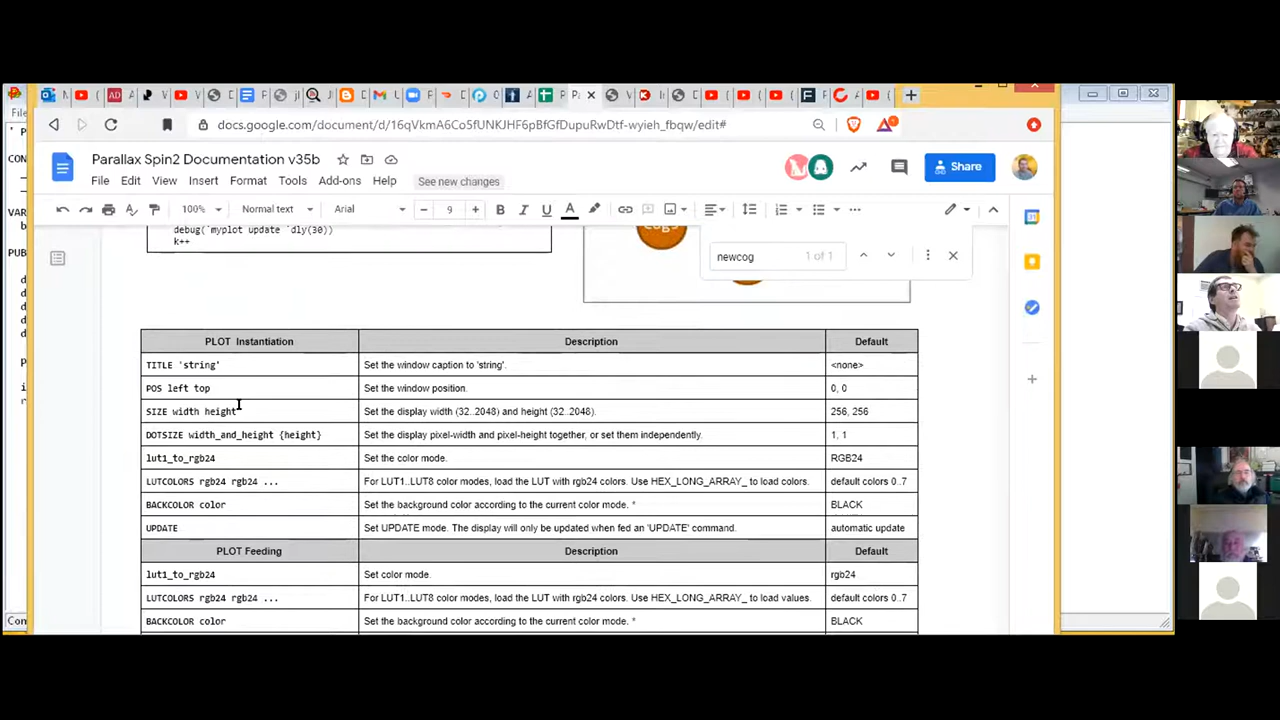 docs.google.com/document/d/16qVkmA6Co5fUNKJHF6pBfGfDupuRwDtf-wyieh_fbqw/edit#
Parallax Spin2 Documentation v35b
File Edit View Insert Format Tools Add-ons Help See new changes
Share
100% Normal text Arial 9
debug(`myplot update `dly(30))
k++
cogs
newcog 1 of 1
PLOT Instantiation Description Default
TITLE 'string' Set the window caption to 'string'. <none>
POS left top Set the window position. 0, 0
SIZE width height Set the display width (32..2048) and height (32..2048). 256, 256
DOTSIZE width_and_height {height} Set the display pixel-width and pixel-height together, or set them independently. 1, 1
lut1_to_rgb24 Set the color mode. RGB24
LUTCOLORS rgb24 rgb24 ... For LUT1..LUT8 color modes, load the LUT with rgb24 colors. Use HEX_LONG_ARRAY_ to load colors. default colors 0..7
BACKCOLOR color Set the background color according to the current color mode. * BLACK
UPDATE Set UPDATE mode. The display will only be updated when fed an 'UPDATE' command. automatic update
PLOT Feeding Description Default
lut1_to_rgb24 Set color mode. rgb24
LUTCOLORS rgb24 rgb24 ... For LUT1..LUT8 color modes, load the LUT with rgb24 colors. Use HEX_LONG_ARRAY_ to load values. default colors 0..7
BACKCOLOR color Set the background color according to the current color mode. * BLACK